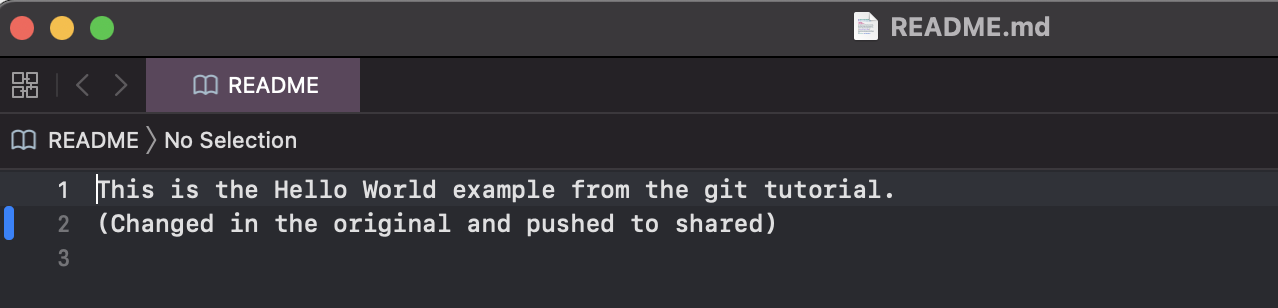 README.md
README
README No Selection
1 This is the Hello World example from the git tutorial.
2 (Changed in the original and pushed to shared)
3